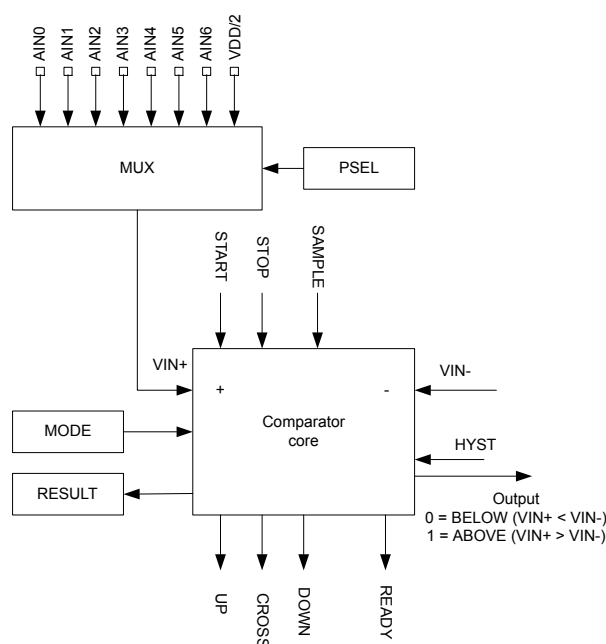 AIN0
AIN1
AIN2
AIN3
AIN4
AIN5
AIN6
VDD/2
MUX
PSEL
START
STOP
SAMPLE
VIN+
VIN-
+
-
Comparator
core
MODE
HYST
RESULT
Output
0 = BELOW (VIN+ < VIN-)
1 = ABOVE (VIN+ > VIN-)
UP
CROSS
DOWN
READY